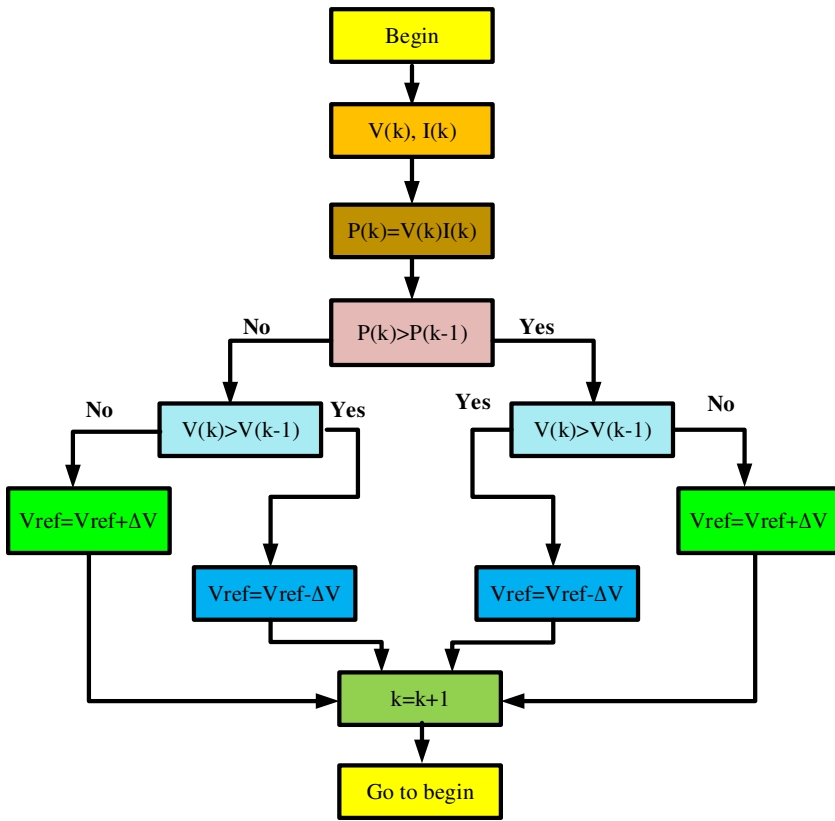 Begin
V(k), I(k)
P(k)=V(k)I(k)
P(k)>P(k-1)
No
Yes
No
V(k)>V(k-1)
Yes
Yes
V(k)>V(k-1)
No
Vref=Vref+ΔV
Vref=Vref+ΔV
Vref=Vref-ΔV
Vref=Vref-ΔV
k=k+1
Go to begin